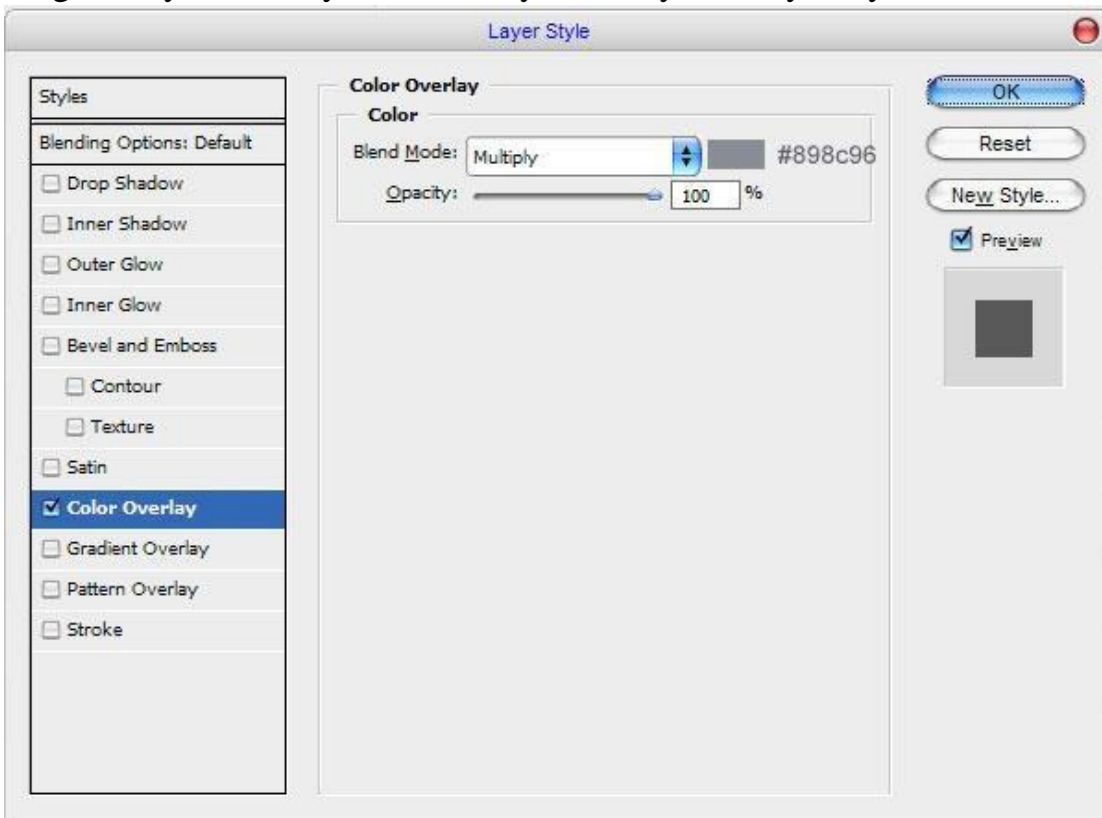 Layer Style
Styles
Blending Options: Default
Drop Shadow
Inner Shadow
Outer Glow
Inner Glow
Bevel and Emboss
Contour
Texture
Satin
Color Overlay
Gradient Overlay
Pattern Overlay
Stroke
Color Overlay
Color
Blend Mode: Multiply #898c96
Opacity: 100 %
OK
Reset
New Style...
Preview